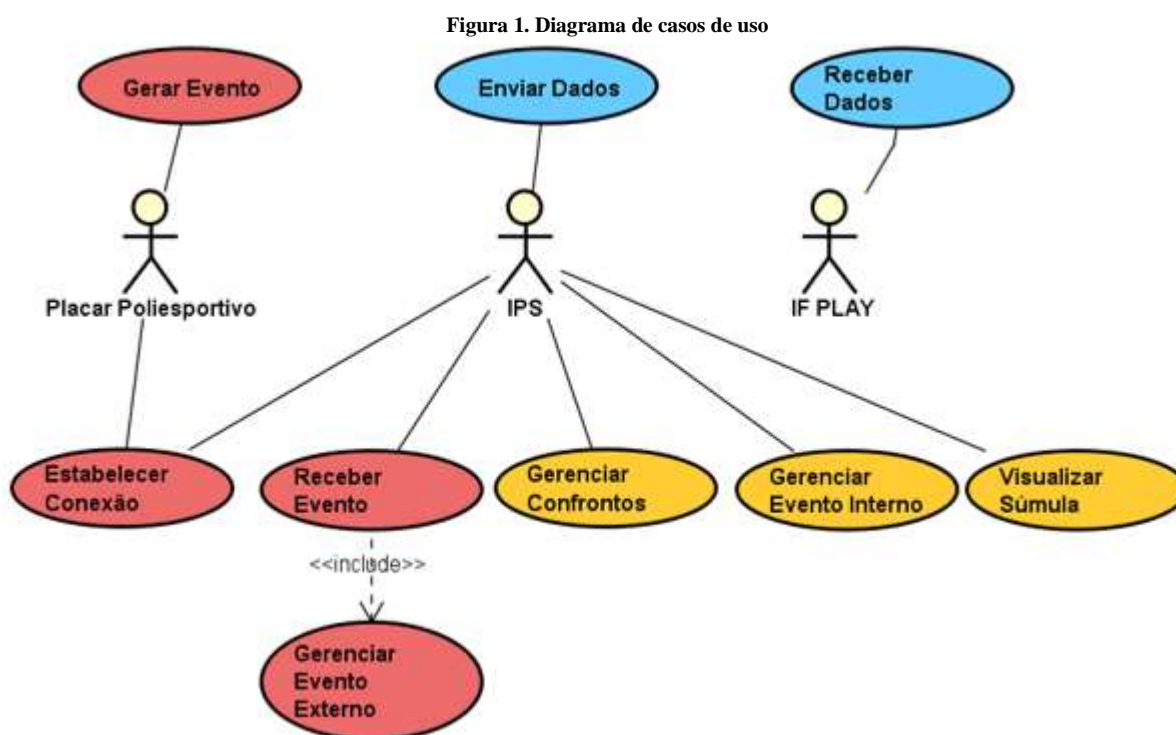 Figura 1. Diagrama de casos de uso
Gerar Evento
Enviar Dados
Receber
Dados
Placar Poliesportivo
IPS
IF PLAY
Estabelecer
Conexão
Receber
Evento
Gerenciar
Confrontos
Gerenciar
Evento Interno
Visualizar
Súmula
<<include>>
Gerenciar
Evento
Externo